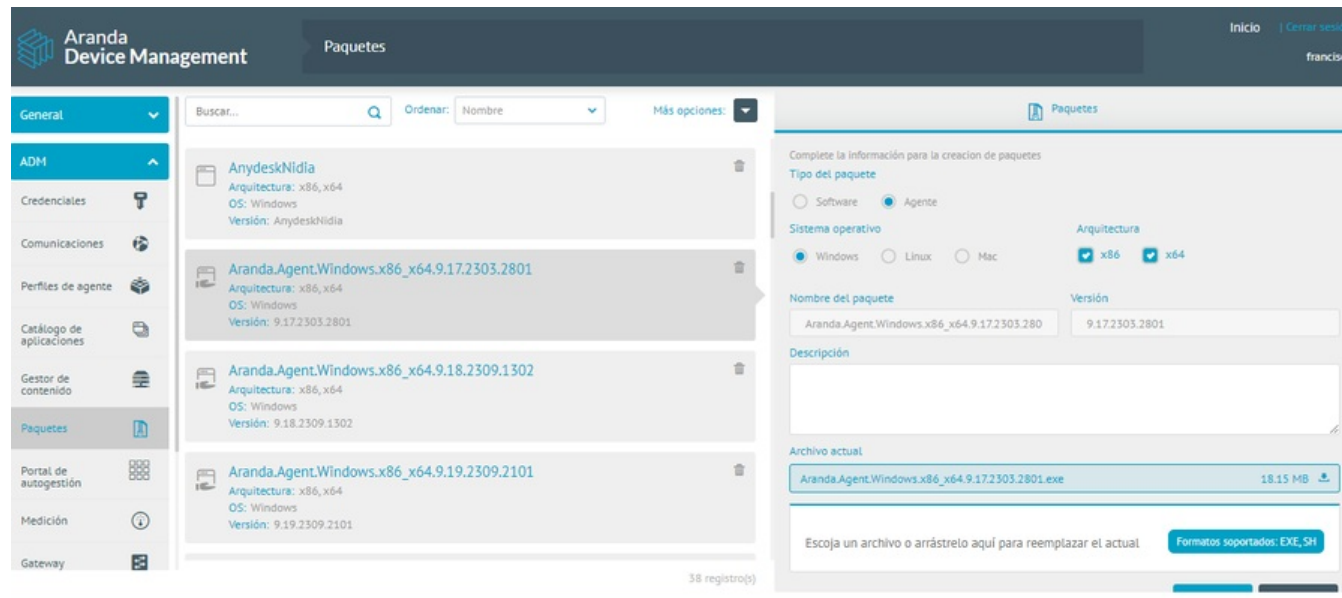 Aranda
Device Management
Paquetes
Inicio | Cerrar sesi
francis
General
ADM
Credenciales
Comunicaciones
Perfiles de agente
Catálogo de
aplicaciones
Gestor de
contenido
Paquetes
Portal de
autogestión
Medición
Gateway
Buscar...
Ordenar: Nombre
Más opciones:
AnydeskNidia
Arquitectura: x86, x64
OS: Windows
Versión: AnydeskNidia
Aranda.Agent.Windows.x86_x64.9.17.2303.2801
Arquitectura: x86, x64
OS: Windows
Versión: 9.17.2303.2801
Aranda.Agent.Windows.x86_x64.9.18.2309.1302
Arquitectura: x86, x64
OS: Windows
Versión: 9.18.2309.1302
Aranda.Agent.Windows.x86_x64.9.19.2309.2101
Arquitectura: x86, x64
OS: Windows
Versión: 9.19.2309.2101
38 registro(s)
Paquetes
Complete la información para la creacion de paquetes
Tipo del paquete
Software Agente
Sistema operativo Arquitectura
Windows Linux Mac x86 x64
Nombre del paquete Versión
Aranda.Agent.Windows.x86_x64.9.17.2303.280 9.17.2303.2801
Descripción
Archivo actual
Aranda.Agent.Windows.x86_x64.9.17.2303.2801.exe 18.15 MB
Escoja un archivo o arrástrelo aquí para reemplazar el actual Formatos soportados: EXE, SH